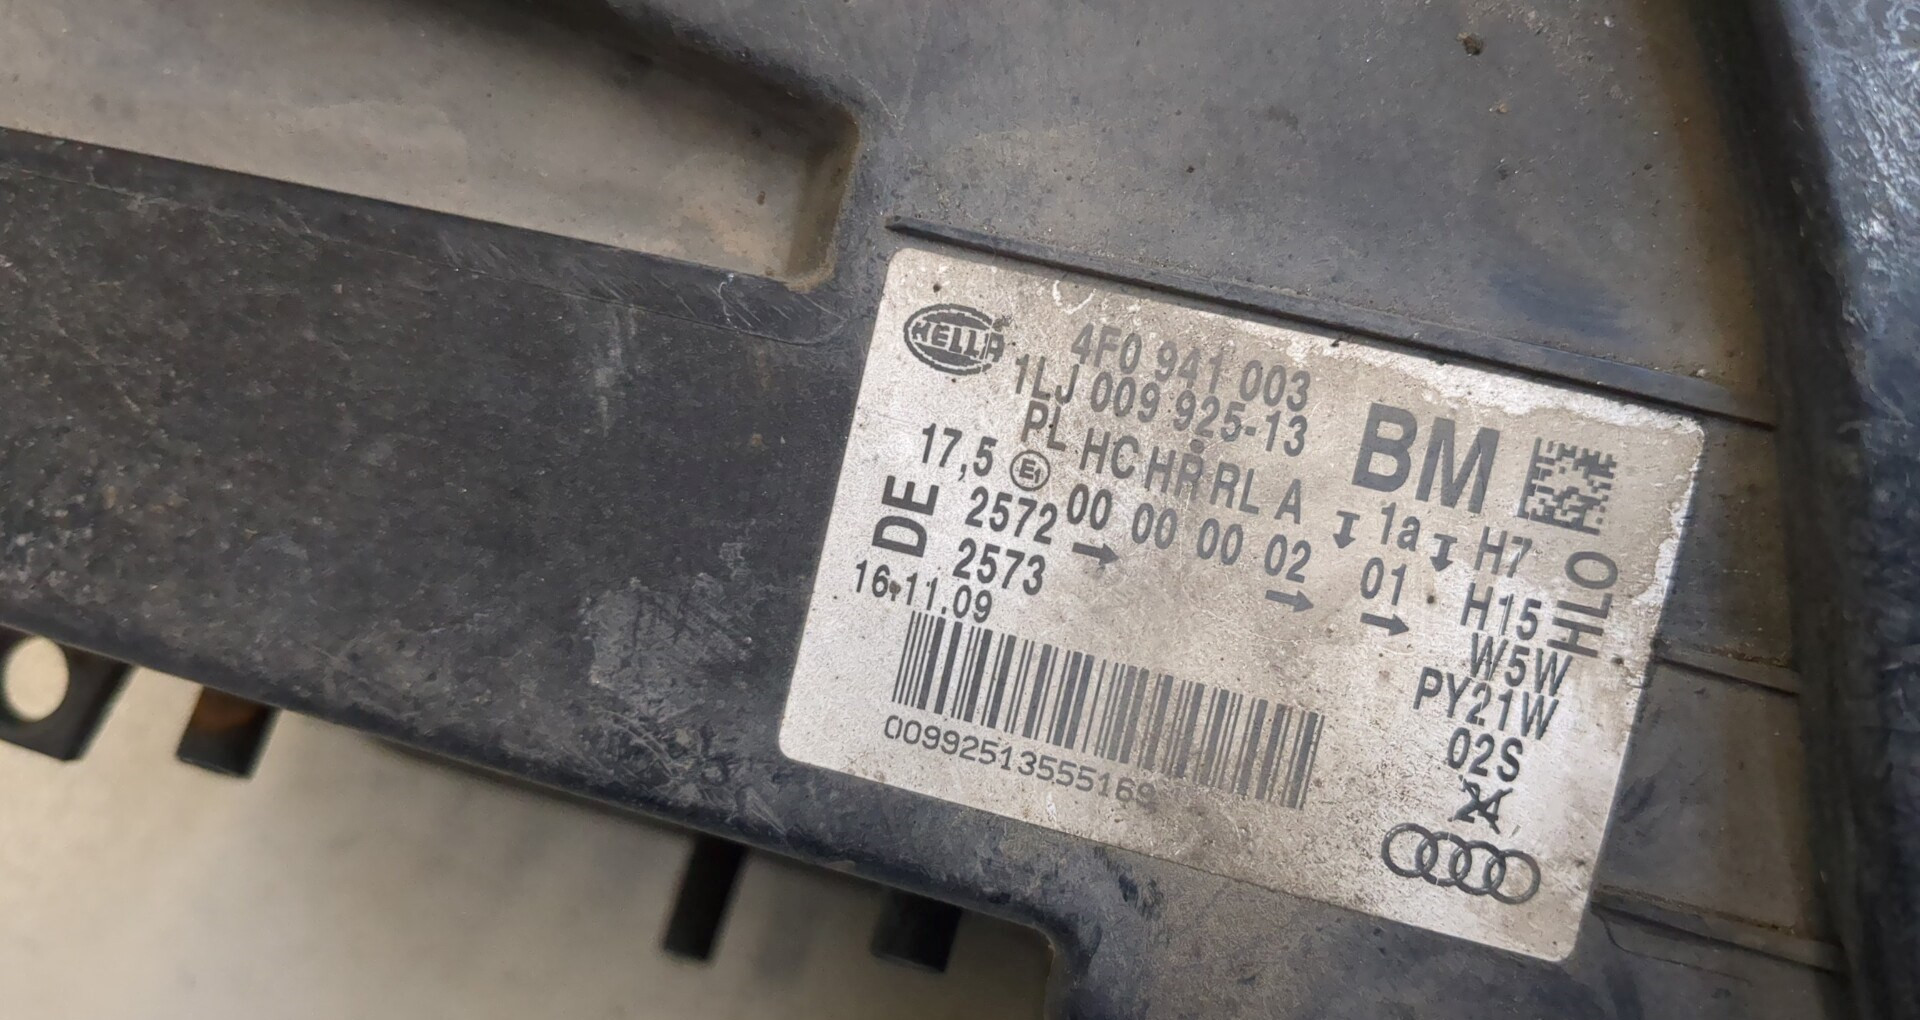 HELLA
4F0 941 003
1LJ 009 925-13
BM
PL HC HR RL A 1a H7
17,5 E1 00 00 00 02 01 H15
DE 2572 → → → W5W
2573 PY21W
16.11.09 02S
HLO
24
00992513555169